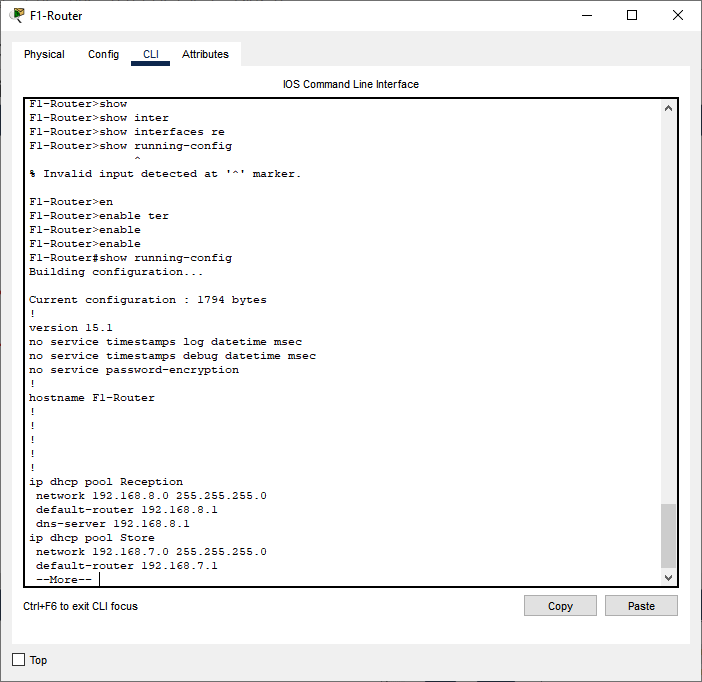 F1-Router
Physical Config CLI Attributes
IOS Command Line Interface
F1-Router>show
F1-Router>show inter
F1-Router>show interfaces re
F1-Router>show running-config
^
% Invalid input detected at '^' marker.
F1-Router>en
F1-Router>enable ter
F1-Router>enable
F1-Router>enable
F1-Router#show running-config
Building configuration...
Current configuration : 1794 bytes
!
version 15.1
no service timestamps log datetime msec
no service timestamps debug datetime msec
no service password-encryption
!
hostname F1-Router
!
!
!
!
!
ip dhcp pool Reception
network 192.168.8.0 255.255.255.0
default-router 192.168.8.1
dns-server 192.168.8.1
ip dhcp pool Store
network 192.168.7.0 255.255.255.0
default-router 192.168.7.1
--More--
Ctrl+F6 to exit CLI focus
Copy Paste
Top